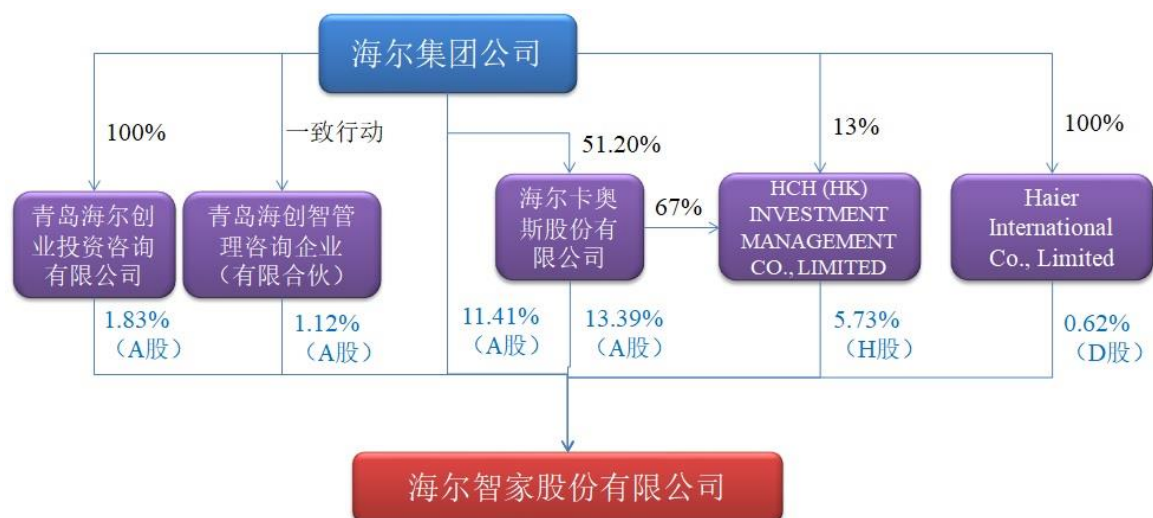 海尔集团公司
100%
一致行动
51.20%
13%
100%
青岛海尔创
业投资咨询
有限公司
青岛海创智管
理咨询企业
（有限合伙）
海尔卡奥
斯股份有
限公司
67%
HCH (HK)
INVESTMENT
MANAGEMENT
CO., LIMITED
Haier
International
Co., Limited
1.83%
（A股）
1.12%
（A股）
11.41%
（A股）
13.39%
（A股）
5.73%
（H股）
0.62%
（D股）
海尔智家股份有限公司